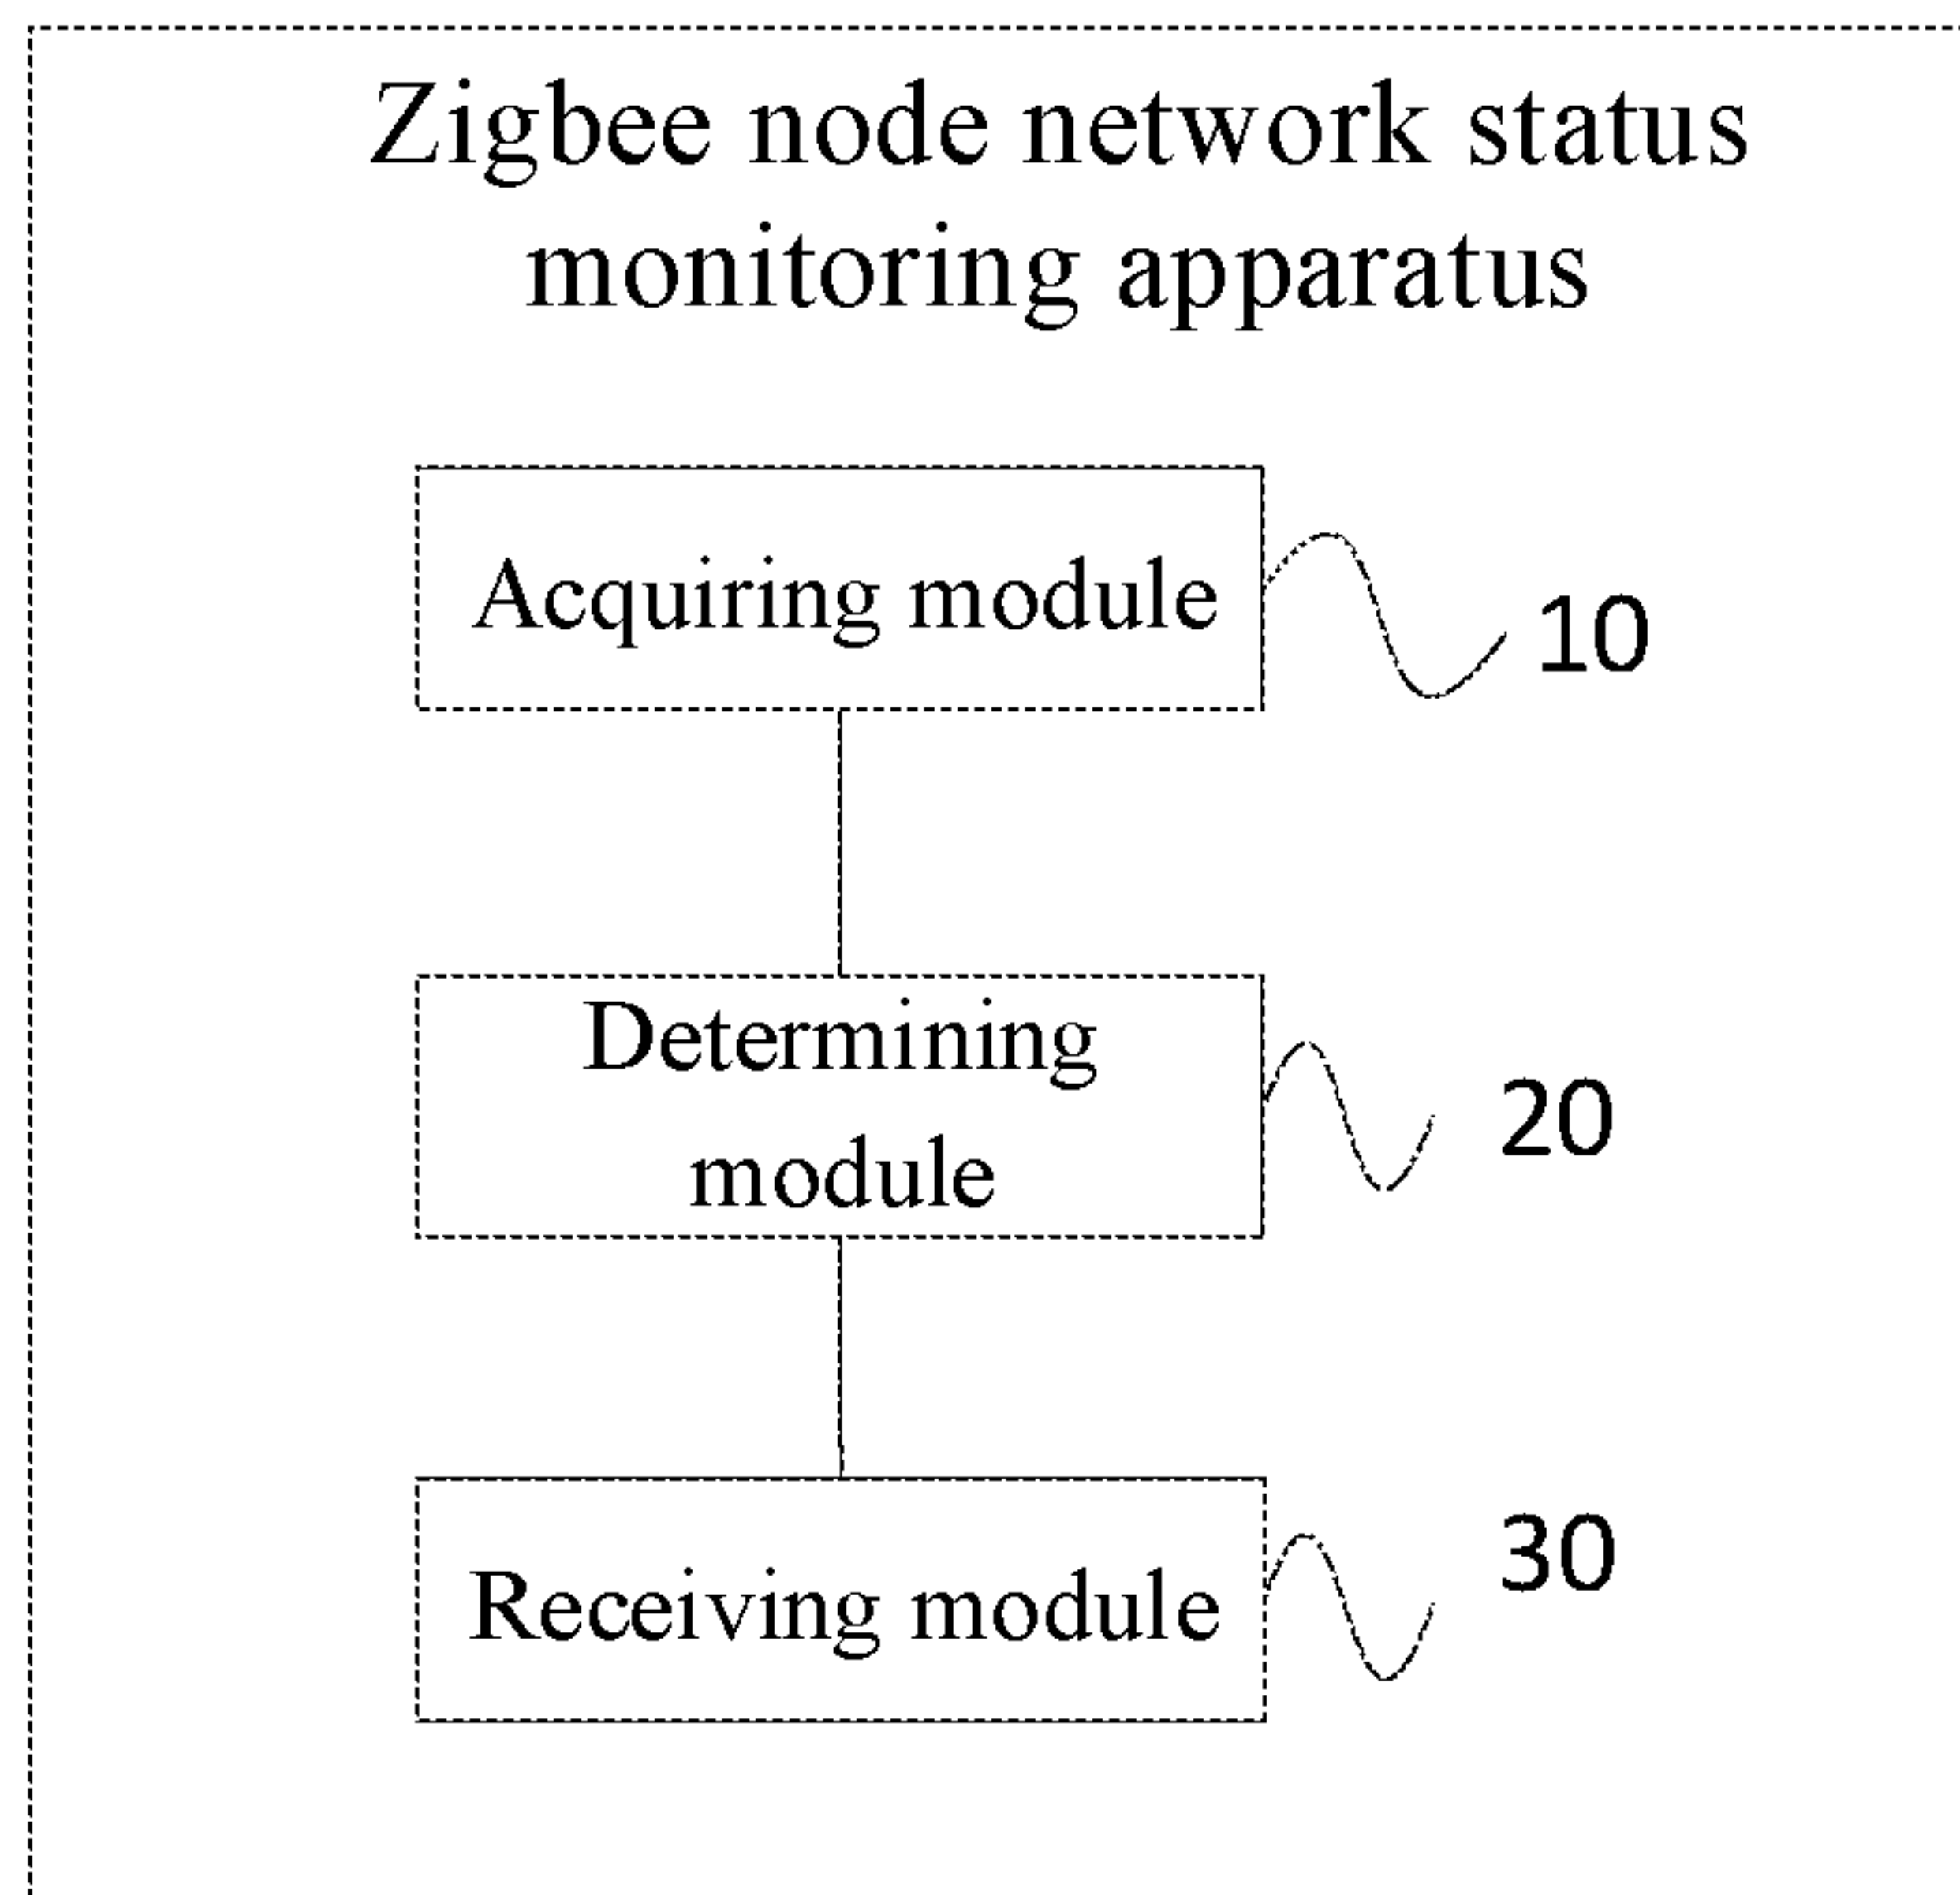 Zigbee node network status
monitoring apparatus
Acquiring module
10
Determining
module
20
Receiving module
30